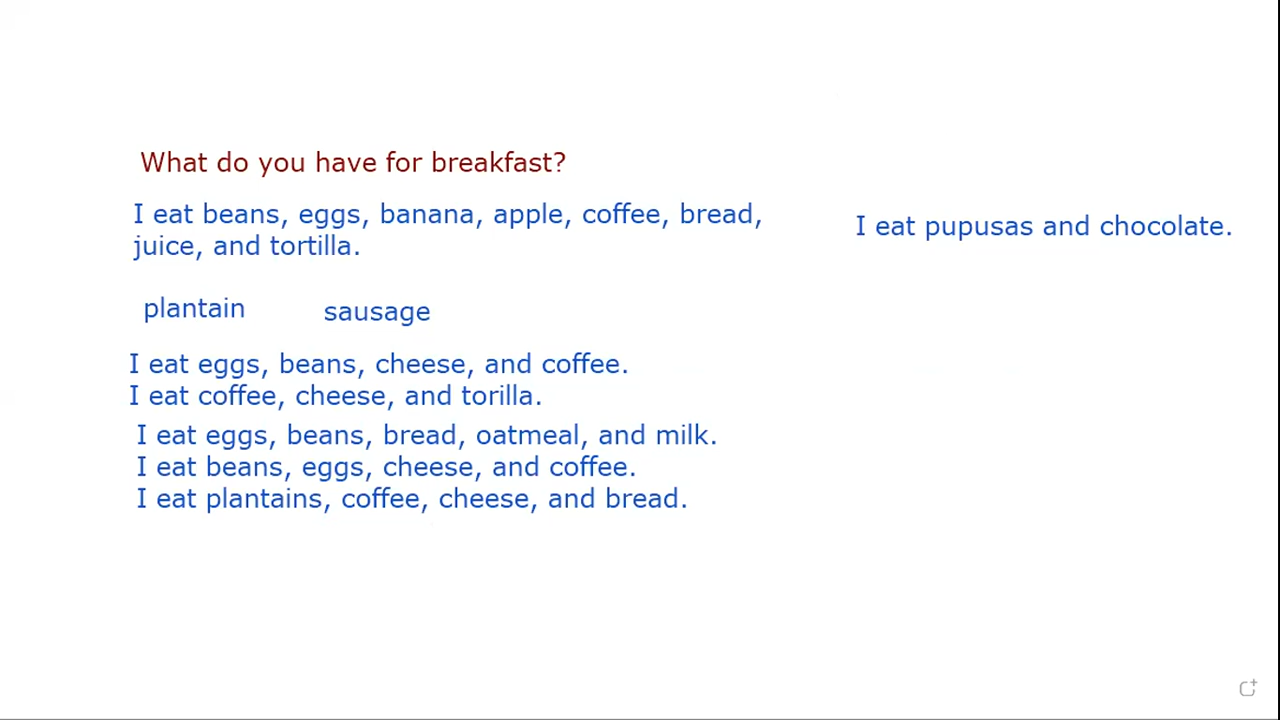 What do you have for breakfast?
I eat beans, eggs, banana, apple, coffee, bread,
juice, and tortilla.
I eat pupusas and chocolate.
plantain
sausage
I eat eggs, beans, cheese, and coffee.
I eat coffee, cheese, and torilla.
I eat eggs, beans, bread, oatmeal, and milk.
I eat beans, eggs, cheese, and coffee.
I eat plantains, coffee, cheese, and bread.